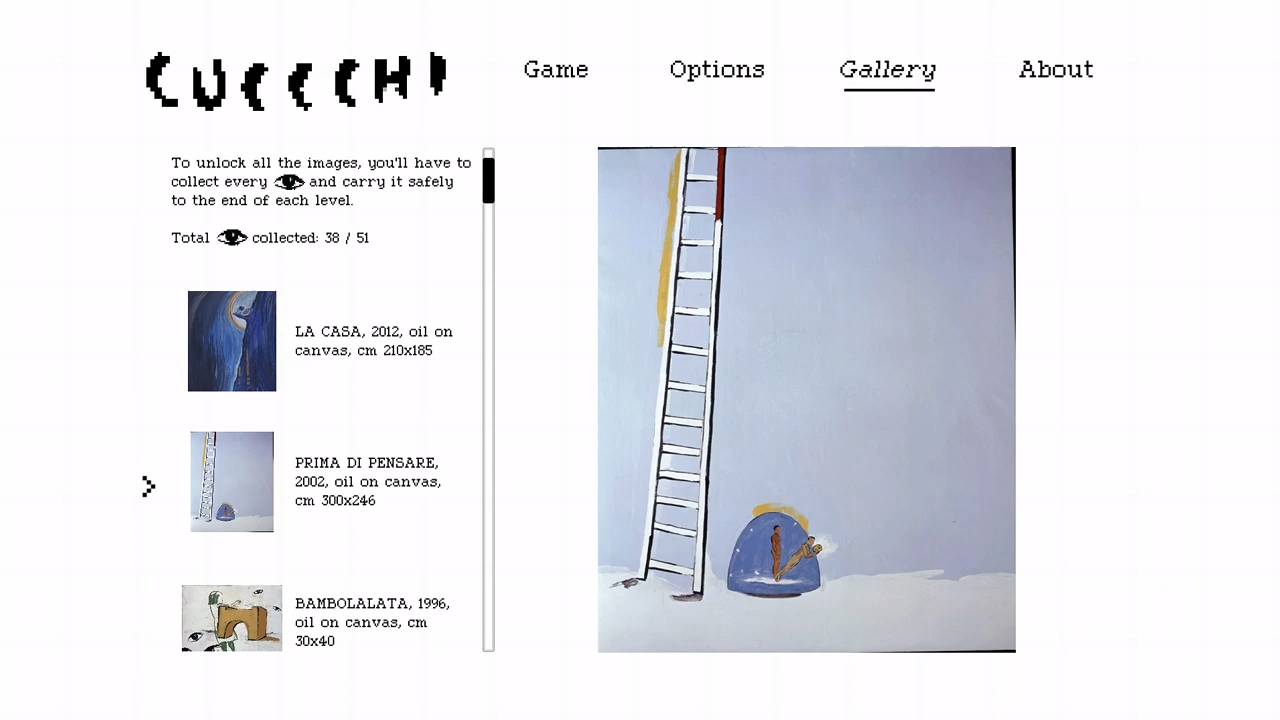 CUCCCHI
Game
Options
Gallery
About
To unlock all the images, you'll have to
collect every and carry it safely
to the end of each level.
Total collected: 38 / 51
LA CASA, 2012, oil on
canvas, cm 210x185
PRIMA DI PENSARE,
2002, oil on canvas,
cm 300x246
BAMBOLALATA, 1996,
oil on canvas, cm
30x40